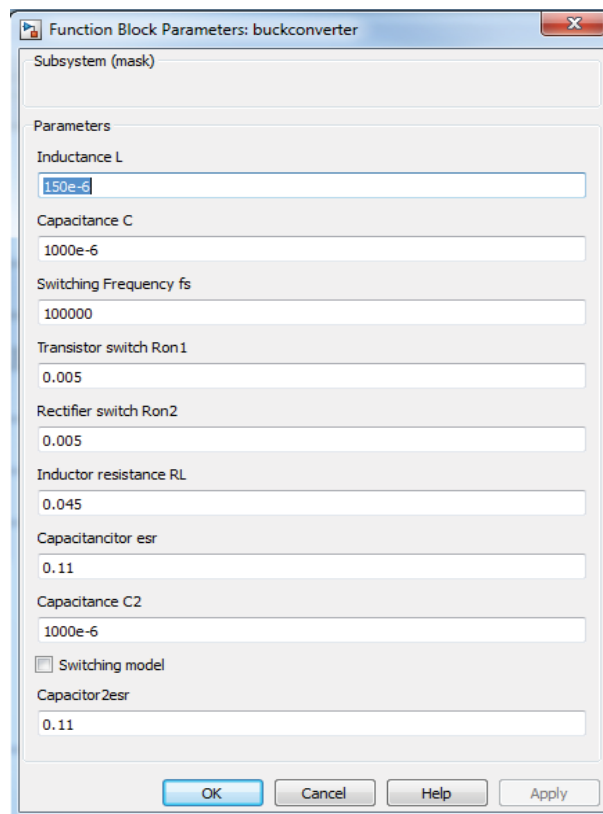 Function Block Parameters: buckconverter
Subsystem (mask)
Parameters
Inductance L
150e-6
Capacitance C
1000e-6
Switching Frequency fs
100000
Transistor switch Ron1
0.005
Rectifier switch Ron2
0.005
Inductor resistance RL
0.045
Capacitancitor esr
0.11
Capacitance C2
1000e-6
Switching model
Capacitor2esr
0.11
OK Cancel Help Apply